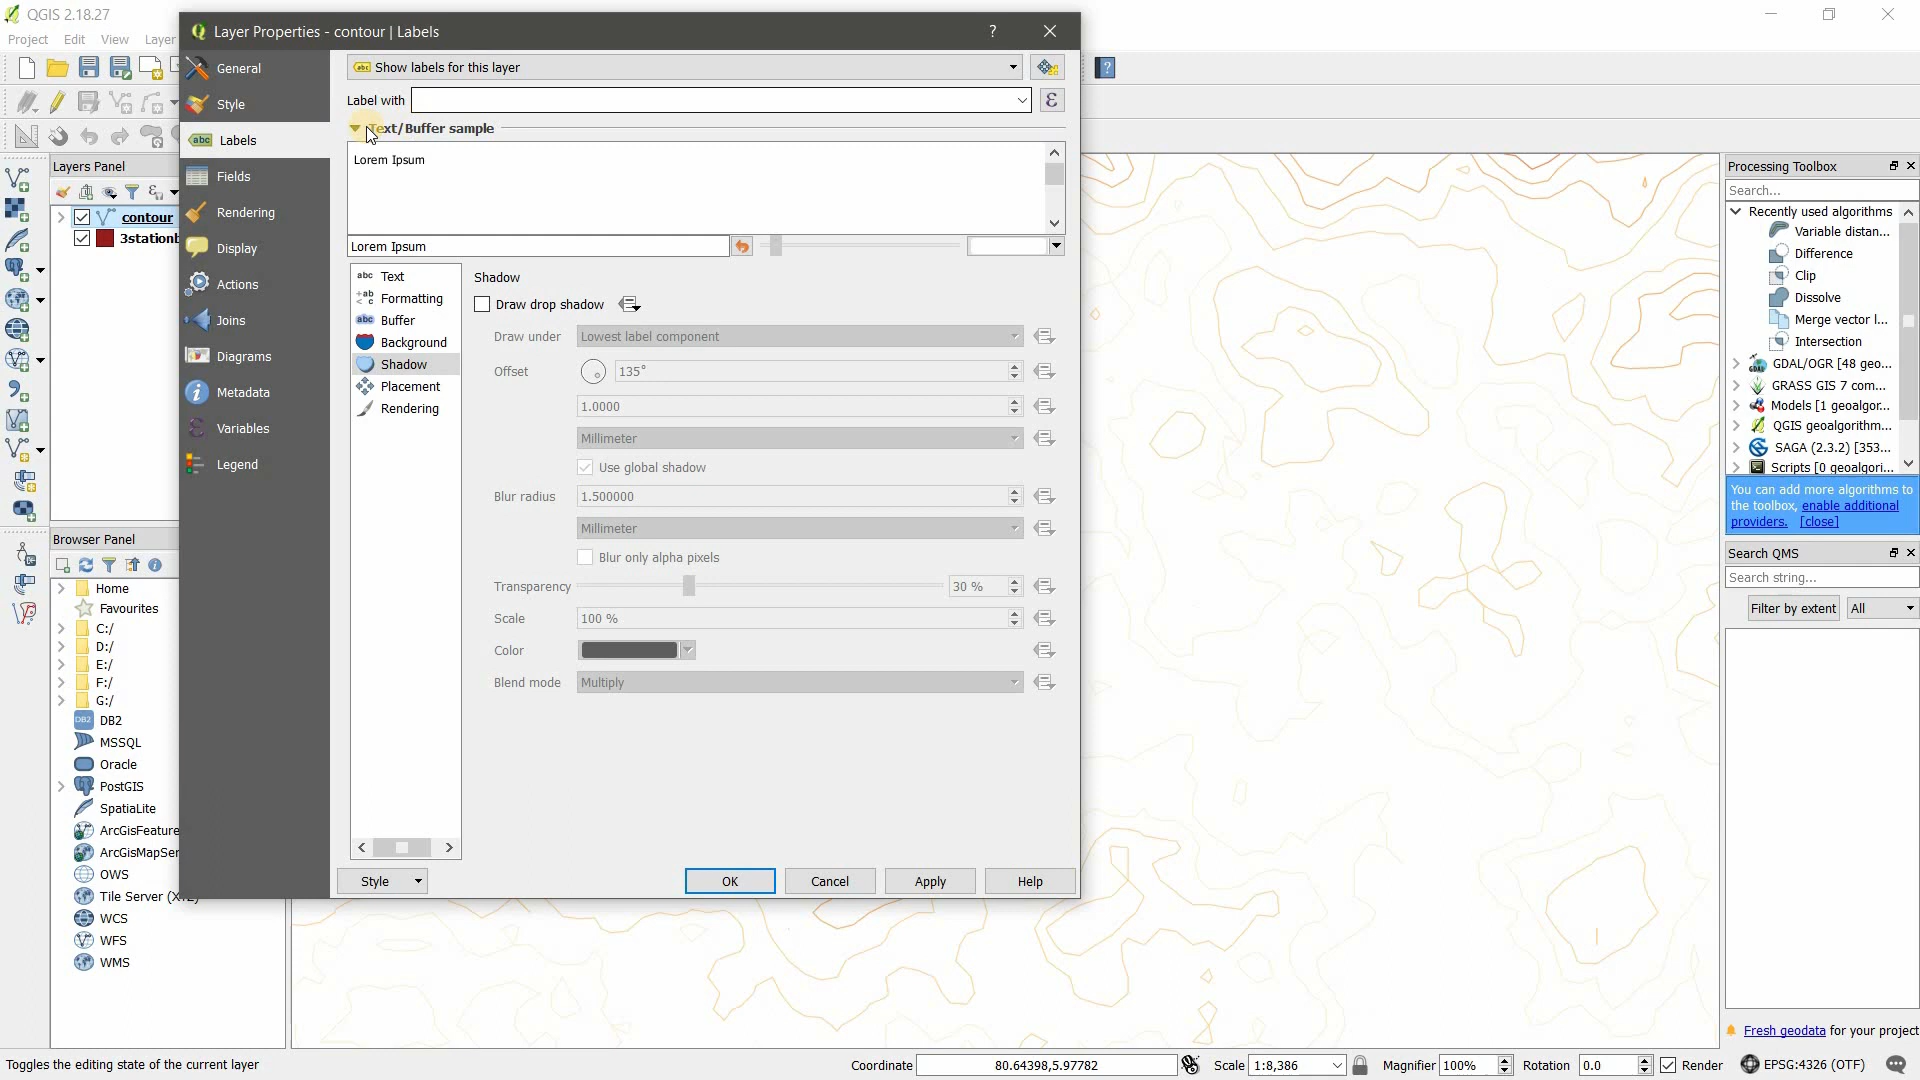 QGIS 2.18.27
Project Edit View Layer
Layer Properties - contour | Labels
?
General
Style
Labels
Fields
Rendering
Display
Actions
Joins
Diagrams
Metadata
Variables
Legend
Show labels for this layer
Label with
Text/Buffer sample
Lorem Ipsum
Lorem Ipsum
Text
Formatting
Buffer
Background
Shadow
Placement
Rendering
Shadow
Draw drop shadow
Draw under Lowest label component
Offset 135°
1.0000
Millimeter
Use global shadow
Blur radius 1.500000
Millimeter
Blur only alpha pixels
Transparency 30 %
Scale 100 %
Color
Blend mode Multiply
Style OK Cancel Apply Help
Layers Panel
contour
3stationb
Browser Panel
Home
Favourites
C:/
D:/
E:/
F:/
G:/
DB2
MSSQL
Oracle
PostGIS
SpatiaLite
ArcGisFeature
ArcGisMapSer
OWS
Tile Server (XYZ)
WCS
WFS
WMS
Processing Toolbox
Search...
Recently used algorithms
Variable distan...
Difference
Clip
Dissolve
Merge vector l...
Intersection
GDAL/OGR [48 geo...
GRASS GIS 7 com...
Models [1 geoalgor...
QGIS geoalgorithm...
SAGA (2.3.2) [353...
Scripts [0 geoalgori...
You can add more algorithms to
the toolbox, enable additional
providers. [close]
Search QMS
Search string...
Filter by extent All
Fresh geodata for your project
Toggles the editing state of the current layer Coordinate 80.64398,5.97782 Scale 1:8,386 Magnifier 100% Rotation 0.0 Render EPSG:4326 (OTF)